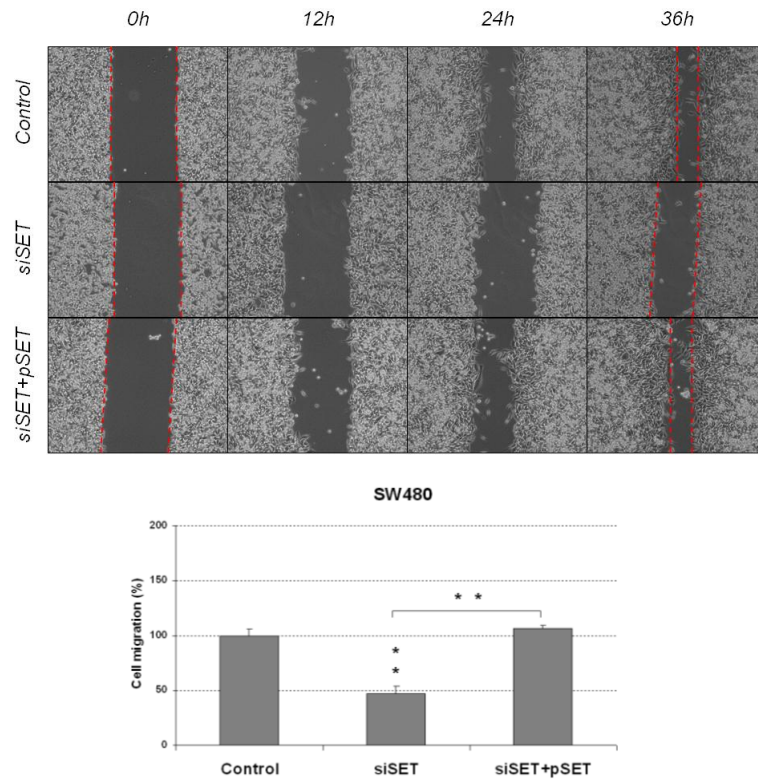 0h 12h 24h 36h
Control
siSET
siSET+pSET
SW480
200
150
100
50
0
Cell migration (%)
* *
*
*
Control siSET siSET+pSET